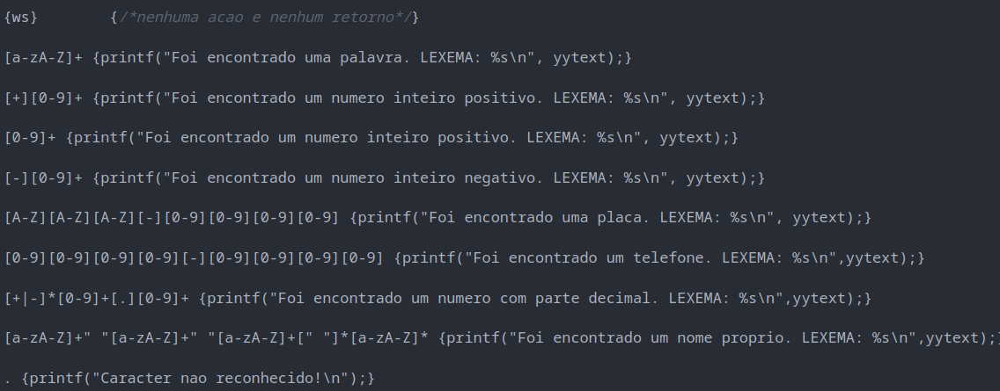 {ws}        {/*nenhuma acao e nenhum retorno*/}
[a-zA-Z]+ {printf("Foi encontrado uma palavra. LEXEMA: %s\n", yytext);}
[+][0-9]+ {printf("Foi encontrado um numero inteiro positivo. LEXEMA: %s\n", yytext);}
[0-9]+ {printf("Foi encontrado um numero inteiro positivo. LEXEMA: %s\n", yytext);}
[-][0-9]+ {printf("Foi encontrado um numero inteiro negativo. LEXEMA: %s\n", yytext);}
[A-Z][A-Z][A-Z][-][0-9][0-9][0-9][0-9] {printf("Foi encontrado uma placa. LEXEMA: %s\n", yytext);}
[0-9][0-9][0-9][0-9][-][0-9][0-9][0-9][0-9] {printf("Foi encontrado um telefone. LEXEMA: %s\n",yytext);}
[+|-]*[0-9]+[.][0-9]+ {printf("Foi encontrado um numero com parte decimal. LEXEMA: %s\n",yytext);}
[a-zA-Z]+" "[a-zA-Z]+" "[a-zA-Z]+[" "]*[a-zA-Z]* {printf("Foi encontrado um nome proprio. LEXEMA: %s\n",yytext);}
. {printf("Caracter nao reconhecido!\n");}